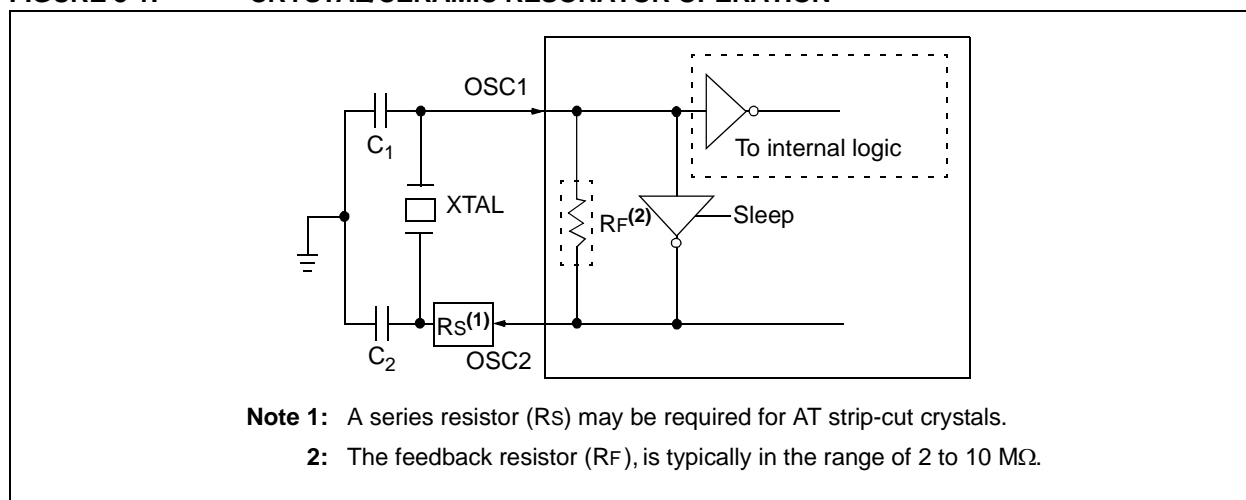 OSC1
C1
To internal logic
XTAL
RF(2)
Sleep
RS(1)
C2
OSC2
Note 1: A series resistor (RS) may be required for AT strip-cut crystals.
2: The feedback resistor (RF), is typically in the range of 2 to 10 MΩ.